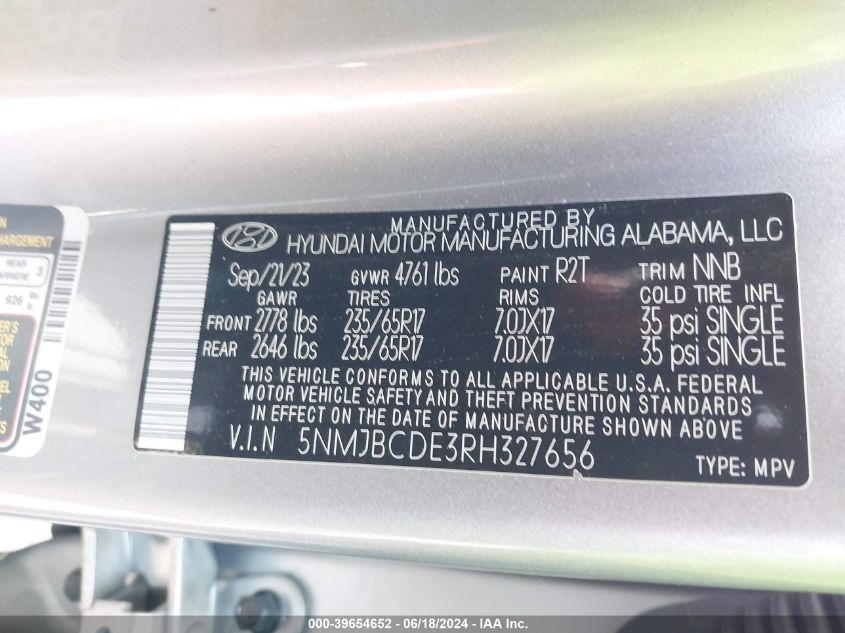 MANUFACTURED BY
HYUNDAI MOTOR MANUFACTURING ALABAMA, LLC
Sep/21/23 GVWR 4761 lbs PAINT R2T TRIM NNB
GAWR TIRES RIMS COLD TIRE INFL
FRONT 2778 lbs 235/65R17 7.0JX17 35 psi SINGLE
REAR 2646 lbs 235/65R17 7.0JX17 35 psi SINGLE
THIS VEHICLE CONFORMS TO ALL APPLICABLE U.S.A. FEDERAL
MOTOR VEHICLE SAFETY AND THEFT PREVENTION STANDARDS
IN EFFECT ON THE DATE OF MANUFACTURE SHOWN ABOVE
V.I.N 5NMJBCDE3RH327656
TYPE: MPV
REAR 3
926 lbs
W400
000-39654652 - 06/18/2024 - IAA Inc.